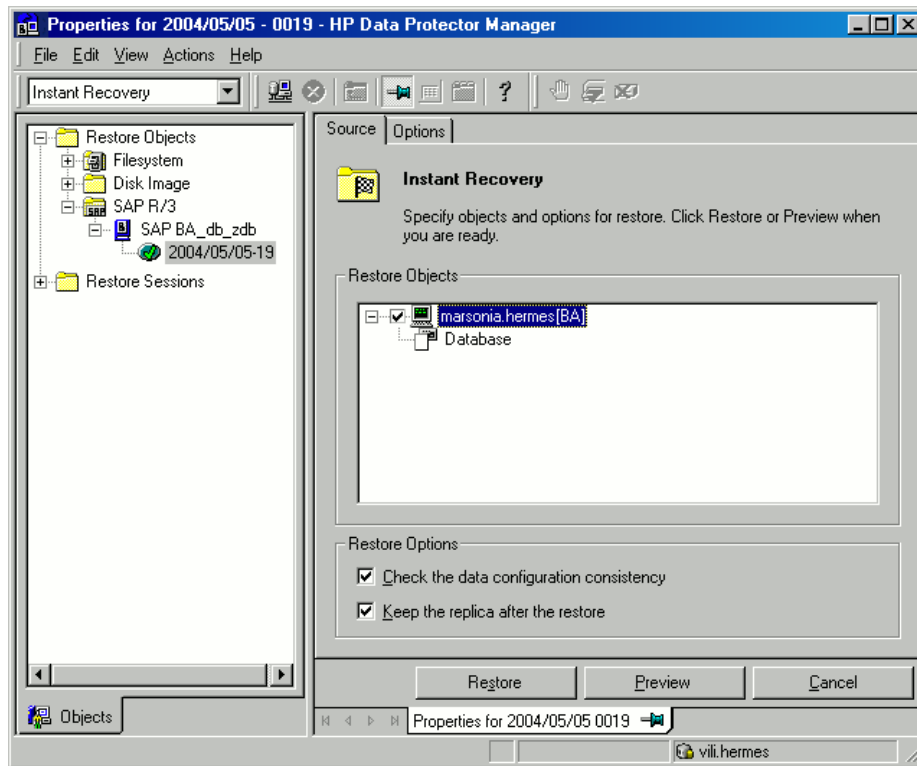 Properties for 2004/05/05 - 0019 - HP Data Protector Manager
File Edit View Actions Help
Instant Recovery
Restore Objects
Filesystem
Disk Image
SAP R/3
SAP BA_db_zdb
2004/05/05-19
Restore Sessions
Objects
Source Options
Instant Recovery
Specify objects and options for restore. Click Restore or Preview when
you are ready.
Restore Objects
marsonia.hermes[BA]
Database
Restore Options
Check the data configuration consistency
Keep the replica after the restore
Restore Preview Cancel
Properties for 2004/05/05 0019
vili.hermes